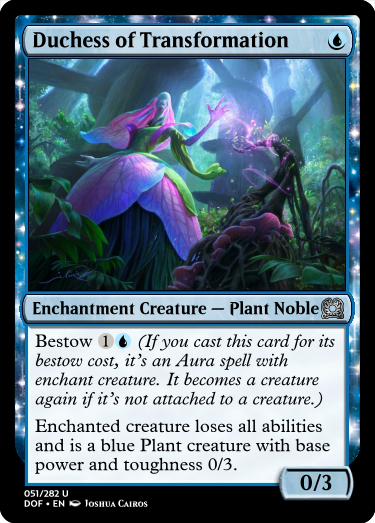 Duchess of Transformation
Enchantment Creature — Plant Noble
Bestow 1 (If you cast this card for its
bestow cost, it's an Aura spell with
enchant creature. It becomes a creature
again if it's not attached to a creature.)
Enchanted creature loses all abilities
and is a blue Plant creature with base
power and toughness 0/3.
0/3
051/282 U
DOF • EN Joshua Cairos